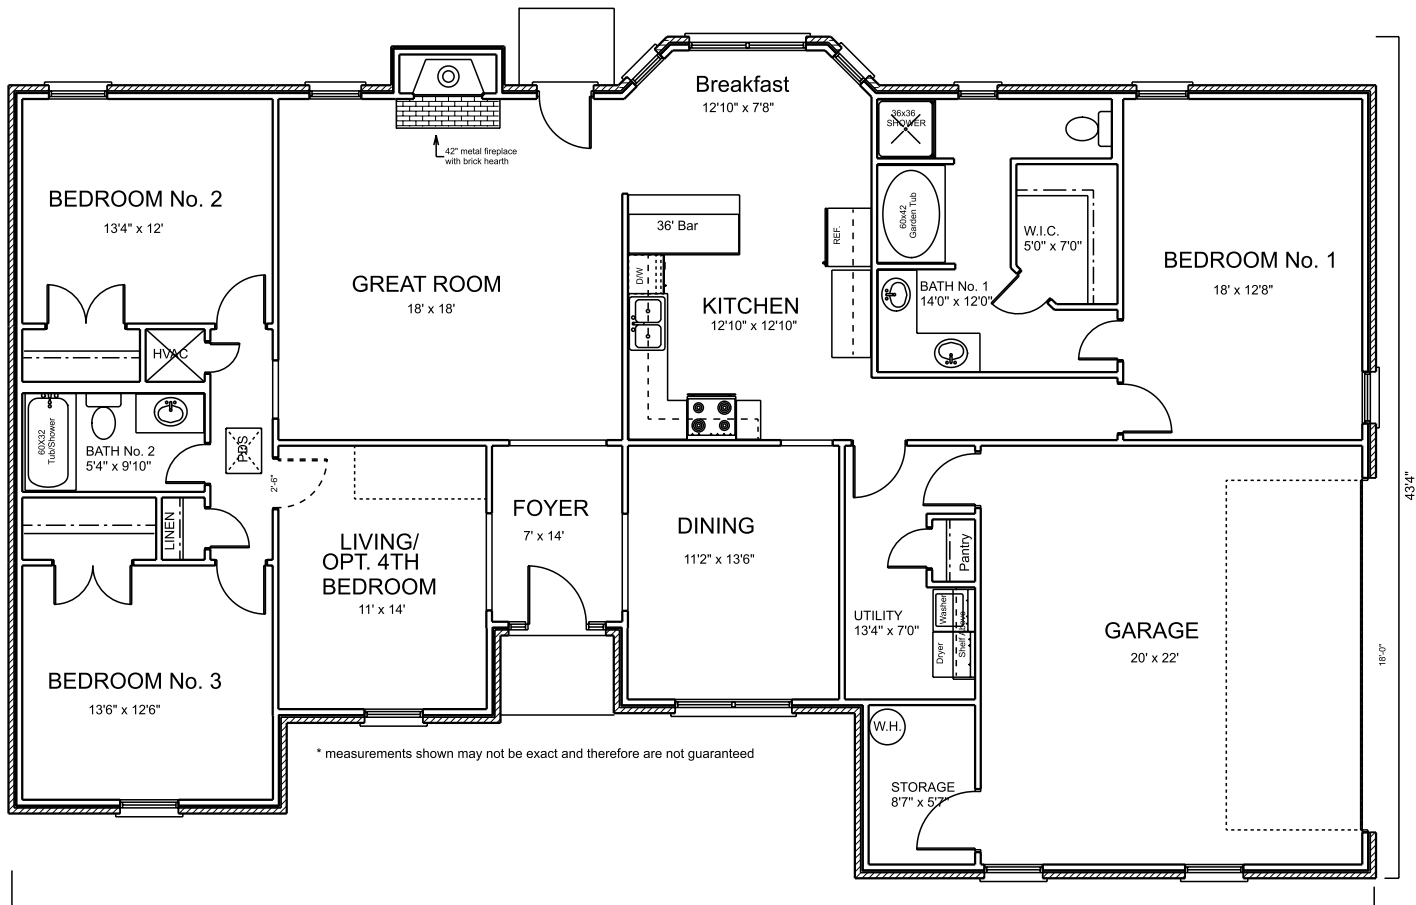 Breakfast
12'10" x 7'8"
36x36
SHOWER
42" metal fireplace
with brick hearth
BEDROOM No. 2
13'4" x 12'
36' Bar
REF.
60x42
Garden Tub
W.I.C.
5'0" x 7'0"
BEDROOM No. 1
18' x 12'8"
GREAT ROOM
18' x 18'
D/W
KITCHEN
12'10" x 12'10"
BATH No. 1
14'0" x 12'0"
HVAC
60X32
Tub/Shower
BATH No. 2
5'4" x 9'10"
PDS
2'-6"
43'4"
LINEN
LIVING/
OPT. 4TH
BEDROOM
11' x 14'
FOYER
7' x 14'
DINING
11'2" x 13'6"
Pantry
UTILITY
13'4" x 7'0"
Washer
Dryer
Shelf Above
GARAGE
20' x 22'
18'-0"
BEDROOM No. 3
13'6" x 12'6"
W.H.
* measurements shown may not be exact and therefore are not guaranteed
STORAGE
8'7" x 5'7"